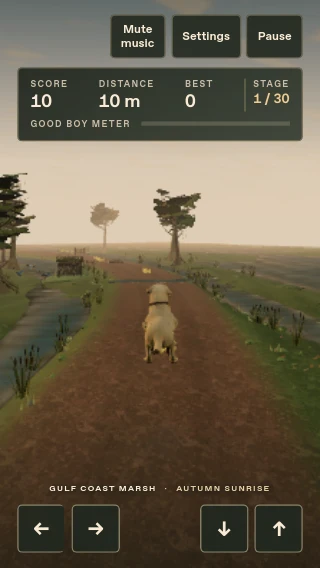 Mute
music
Settings
Pause
SCORE
10
DISTANCE
10 m
BEST
0
STAGE
1 / 30
GOOD BOY METER
GULF COAST MARSH · AUTUMN SUNRISE
← → ↓ ↑